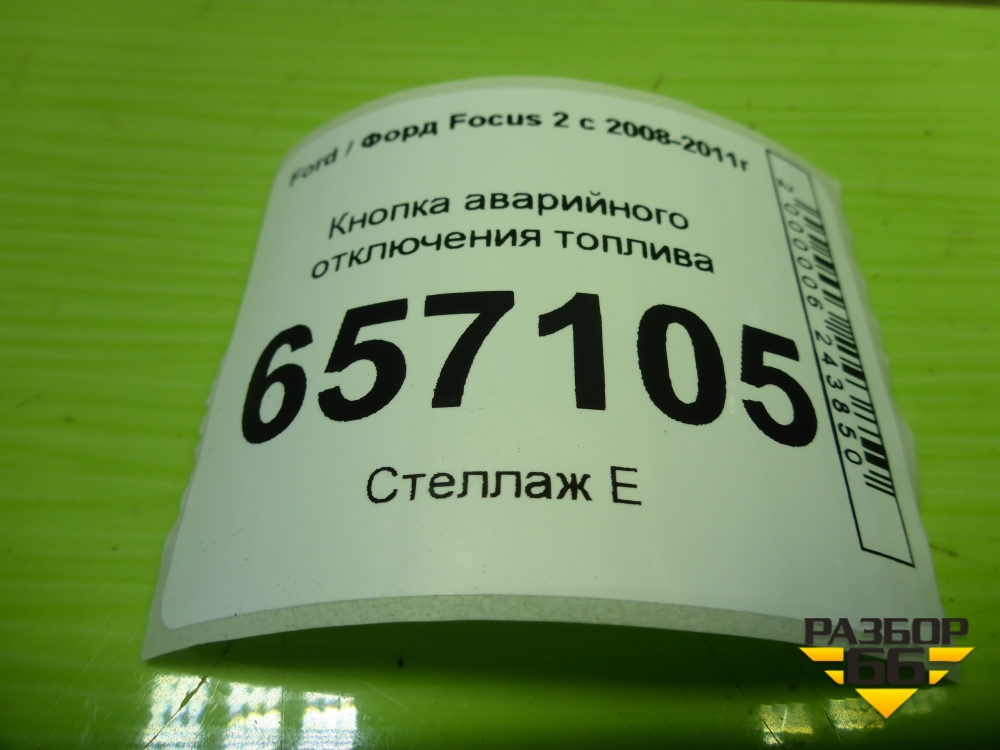 Ford / Форд Focus 2 с 2008-2011г
Кнопка аварийного
отключения топлива
657105
Стеллаж Е
2000006243850
РАЗБОР
66